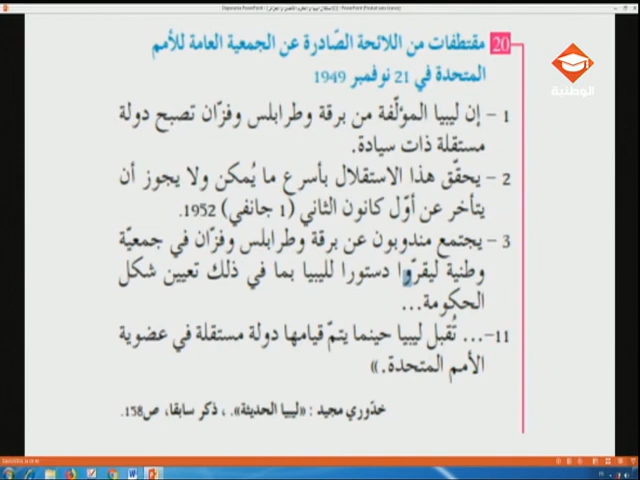 20 مقتطفات من اللائحة الصّادرة عن الجمعية العامة للأمم
المتحدة في 21 نوفمبر 1949
الوطنية
1 – إن ليبيا المؤلّفة من برقة وطرابلس وفزّان تصبح دولة
مستقلة ذات سيادة.
2 – يحقّق هذا الاستقلال بأسرع ما يُمكن ولا يجوز أن
يتأخر عن أوّل كانون الثاني (1 جانفي) 1952.
3 – يجتمع مندوبون عن برقة وطرابلس وفزّان في جمعيّة
وطنية ليقرّوا دستورا لليبيا بما في ذلك تعيين شكل
الحكومة...
11–... تُقبل ليبيا حينما يتمّ قيامها دولة مستقلة في عضوية
الأمم المتحدة.»
خدّوري مجيد : «ليبيا الحديثة». ، ذكر سابقا، ص158.